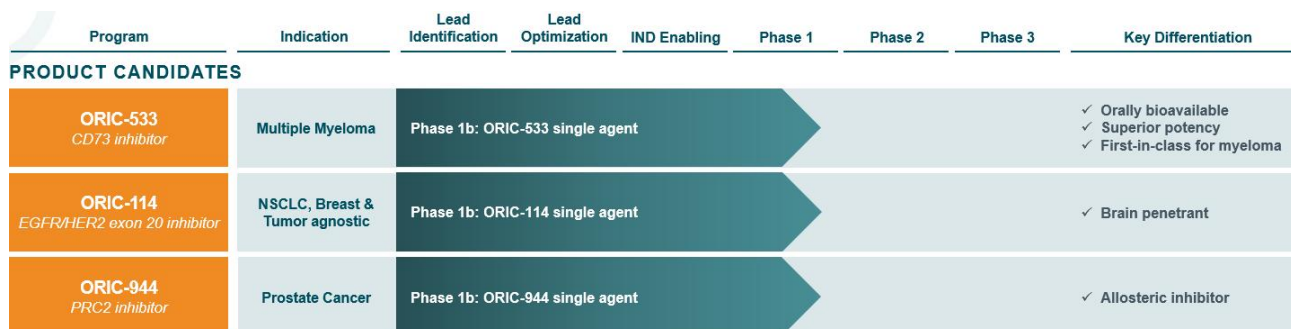 Program
Indication
Lead
Identification
Lead
Optimization
IND Enabling
Phase 1
Phase 2
Phase 3
Key Differentiation
PRODUCT CANDIDATES
ORIC-533
CD73 inhibitor
Multiple Myeloma
Phase 1b: ORIC-533 single agent
✓ Orally bioavailable
✓ Superior potency
✓ First-in-class for myeloma
ORIC-114
EGFR/HER2 exon 20 inhibitor
NSCLC, Breast &
Tumor agnostic
Phase 1b: ORIC-114 single agent
✓ Brain penetrant
ORIC-944
PRC2 inhibitor
Prostate Cancer
Phase 1b: ORIC-944 single agent
✓ Allosteric inhibitor